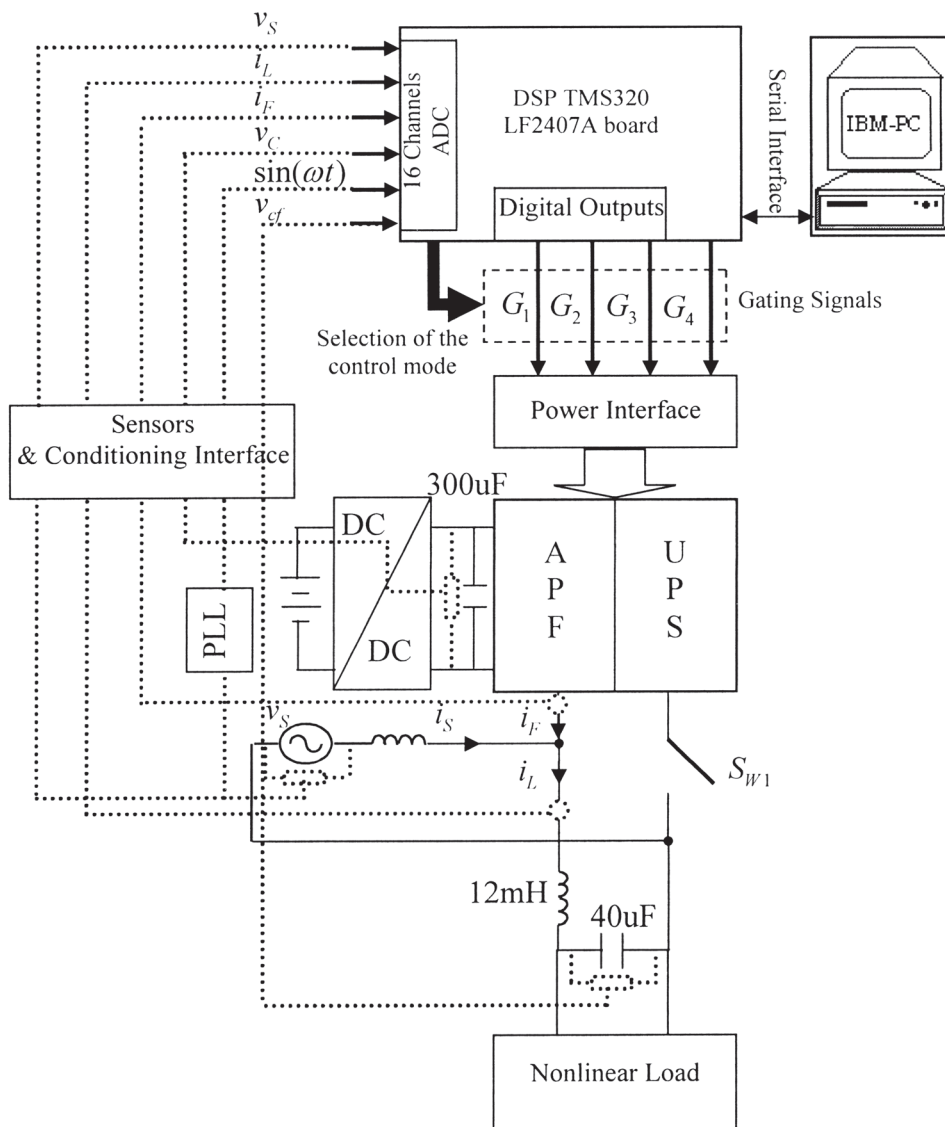 v_S
i_L
i_F
v_C
sin(ωt)
v_cf
16 Channels
ADC
DSP TMS320
LF2407A board
Digital Outputs
Serial Interface
IBM-PC
G_1 G_2 G_3 G_4
Gating Signals
Selection of the
control mode
Power Interface
Sensors
& Conditioning Interface
300uF
DC
DC
A
P
F
U
P
S
PLL
v_S
i_S
i_F
i_L
S_W1
12mH
40uF
Nonlinear Load